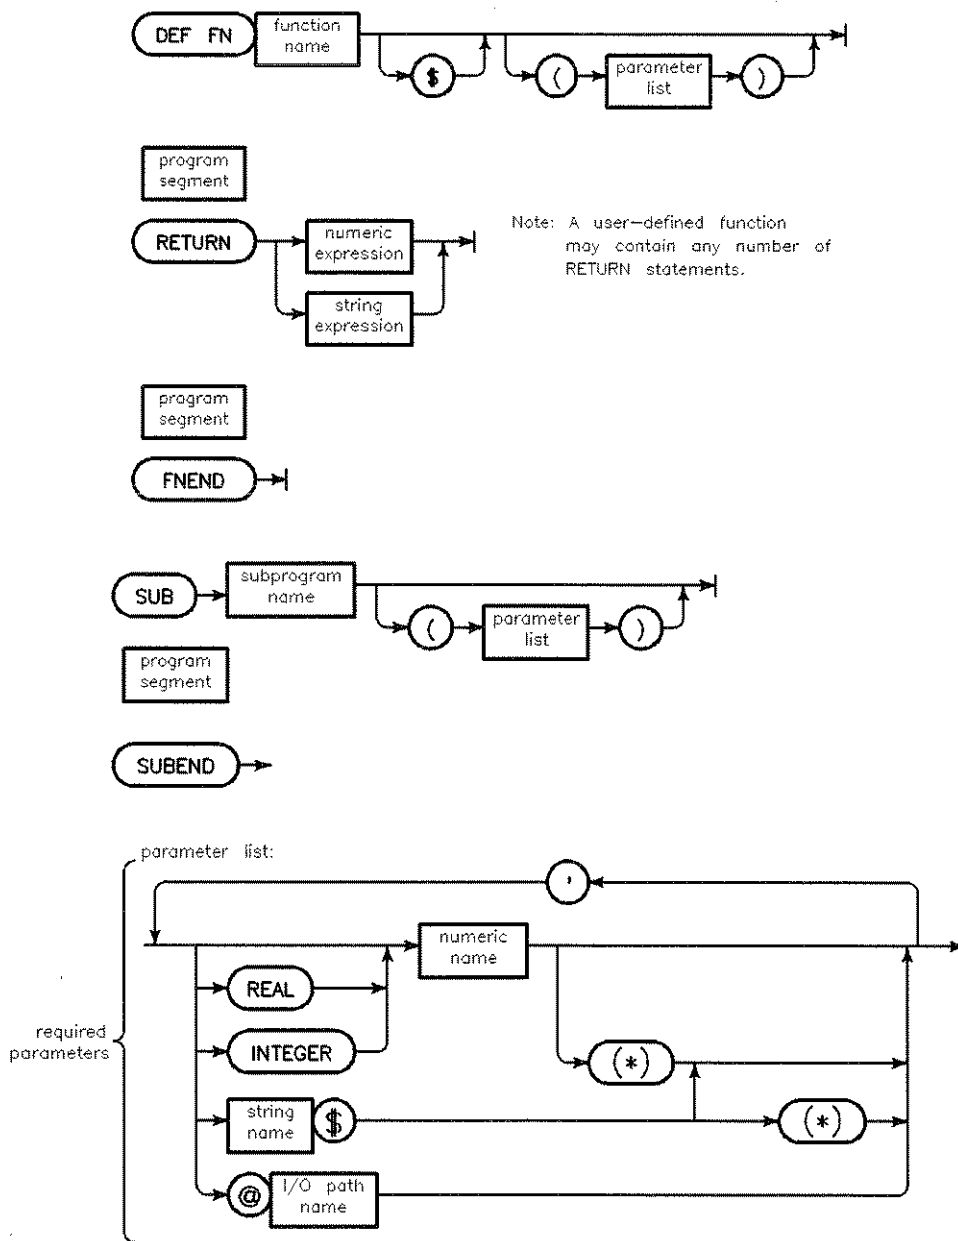 DEF FN function name $ ( parameter list )
program segment
RETURN numeric expression
string expression
Note: A user-defined function
may contain any number of
RETURN statements.
program segment
FNEND
SUB subprogram name ( parameter list )
program segment
SUBEND
parameter list:
,
numeric name
REAL
required parameters
INTEGER
(*)
string name $ (*)
@ I/O path name